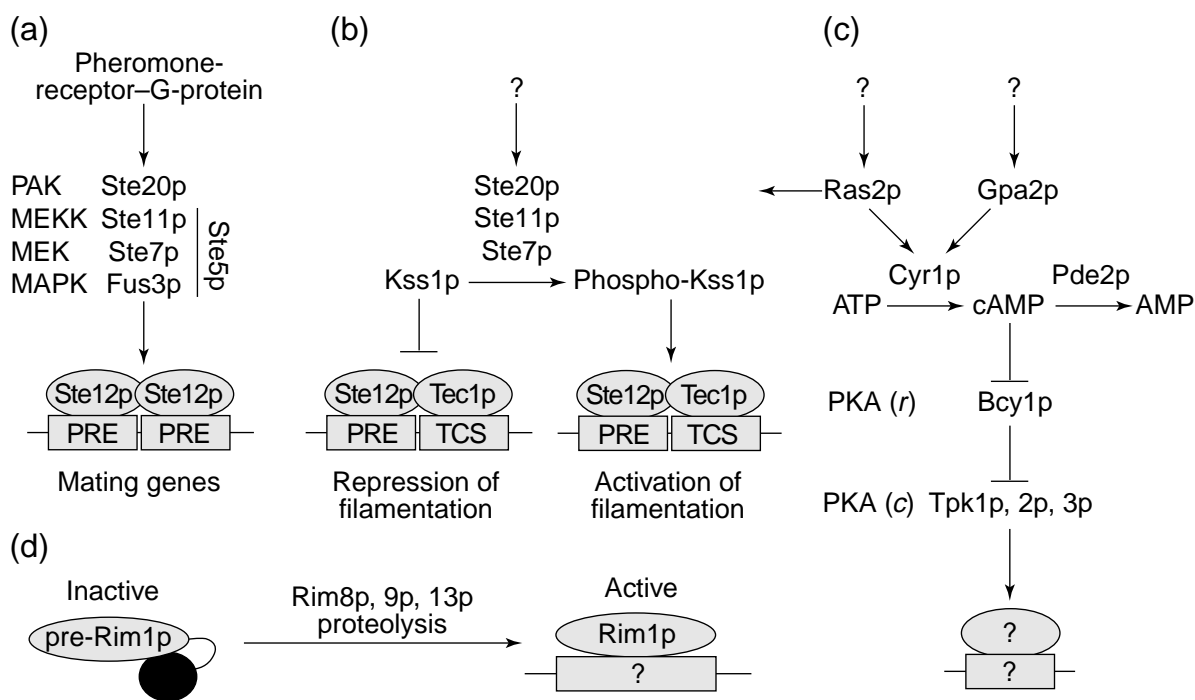 (a)
Pheromone-
receptor–G-protein
PAK Ste20p
MEKK Ste11p
MEK Ste7p
MAPK Fus3p
Ste5p
Ste12p Ste12p
PRE PRE
Mating genes
(b)
?
Ste20p
Ste11p
Ste7p
Kss1p Phospho-Kss1p
Ste12p Tec1p Ste12p Tec1p
PRE TCS PRE TCS
Repression of
filamentation
Activation of
filamentation
(c)
? ?
Ras2p Gpa2p
Cyr1p Pde2p
ATP cAMP AMP
PKA (r) Bcy1p
PKA (c) Tpk1p, 2p, 3p
?
?
(d)
Inactive
pre-Rim1p
Rim8p, 9p, 13p
proteolysis
Active
Rim1p
?